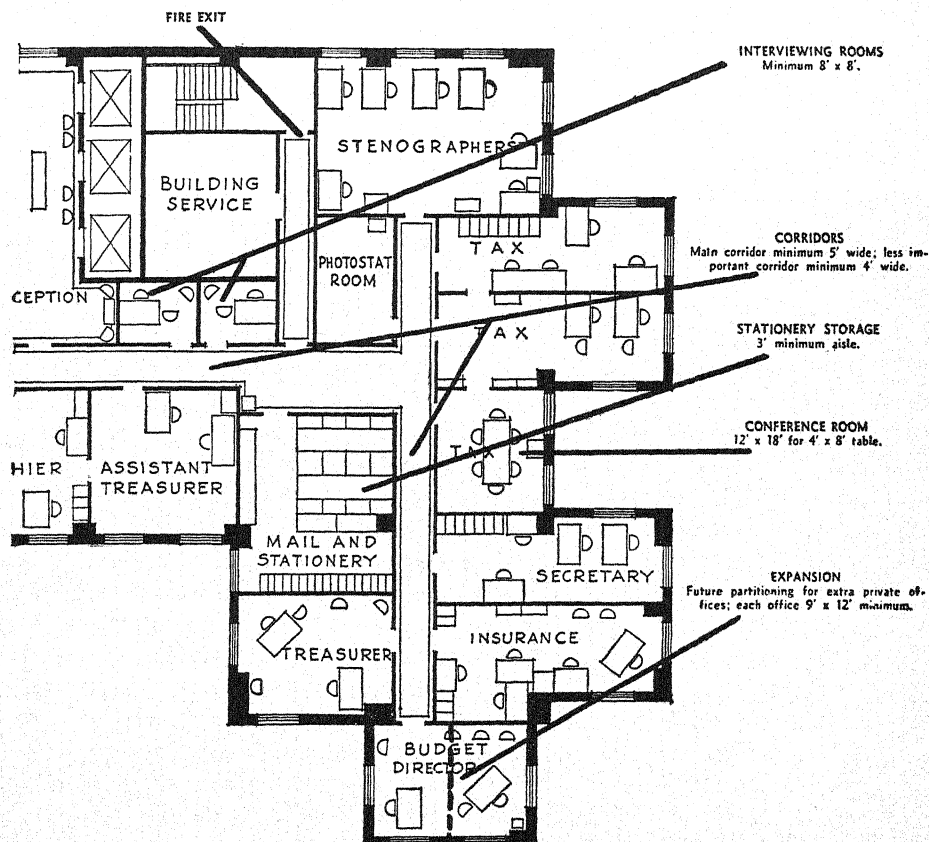 FIRE EXIT
INTERVIEWING ROOMS
Minimum 8' x 8'.
STENOGRAPHERS
BUILDING
SERVICE
TAX
CORRIDORS
Main corridor minimum 5' wide; less im-
portant corridor minimum 4' wide.
PHOTOSTAT
ROOM
CEPTION
TAX
STATIONERY STORAGE
3' minimum aisle.
CONFERENCE ROOM
12' x 18' for 4' x 8' table.
TAX
HIER
ASSISTANT
TREASURER
MAIL AND
STATIONERY
SECRETARY
EXPANSION
Future partitioning for extra private of-
fices; each office 9' x 12' minimum.
INSURANCE
TREASURER
BUDGET
DIRECTOR